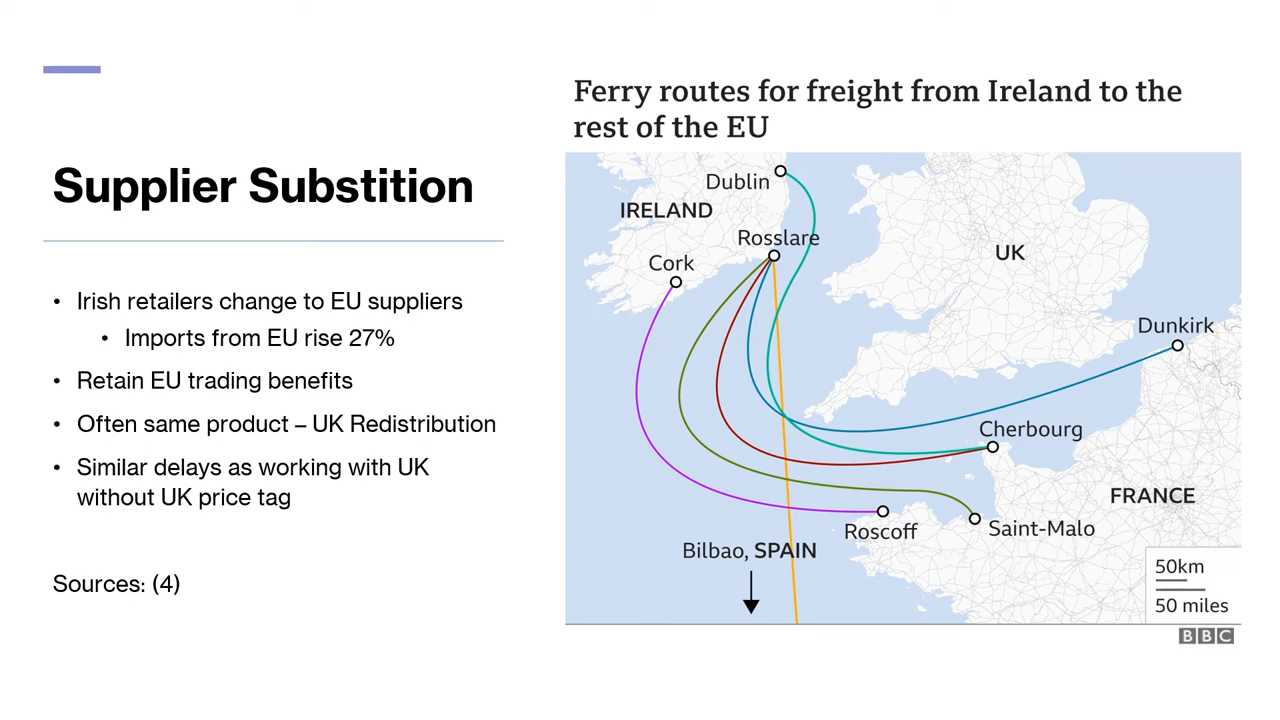 Supplier Substition
• Irish retailers change to EU suppliers
• Imports from EU rise 27%
• Retain EU trading benefits
• Often same product – UK Redistribution
• Similar delays as working with UK
without UK price tag
Sources: (4)
Ferry routes for freight from Ireland to the
rest of the EU
Dublin
IRELAND
Rosslare
Cork
UK
Dunkirk
Cherbourg
FRANCE
Roscoff
Saint-Malo
Bilbao, SPAIN
50km
50 miles
BBC